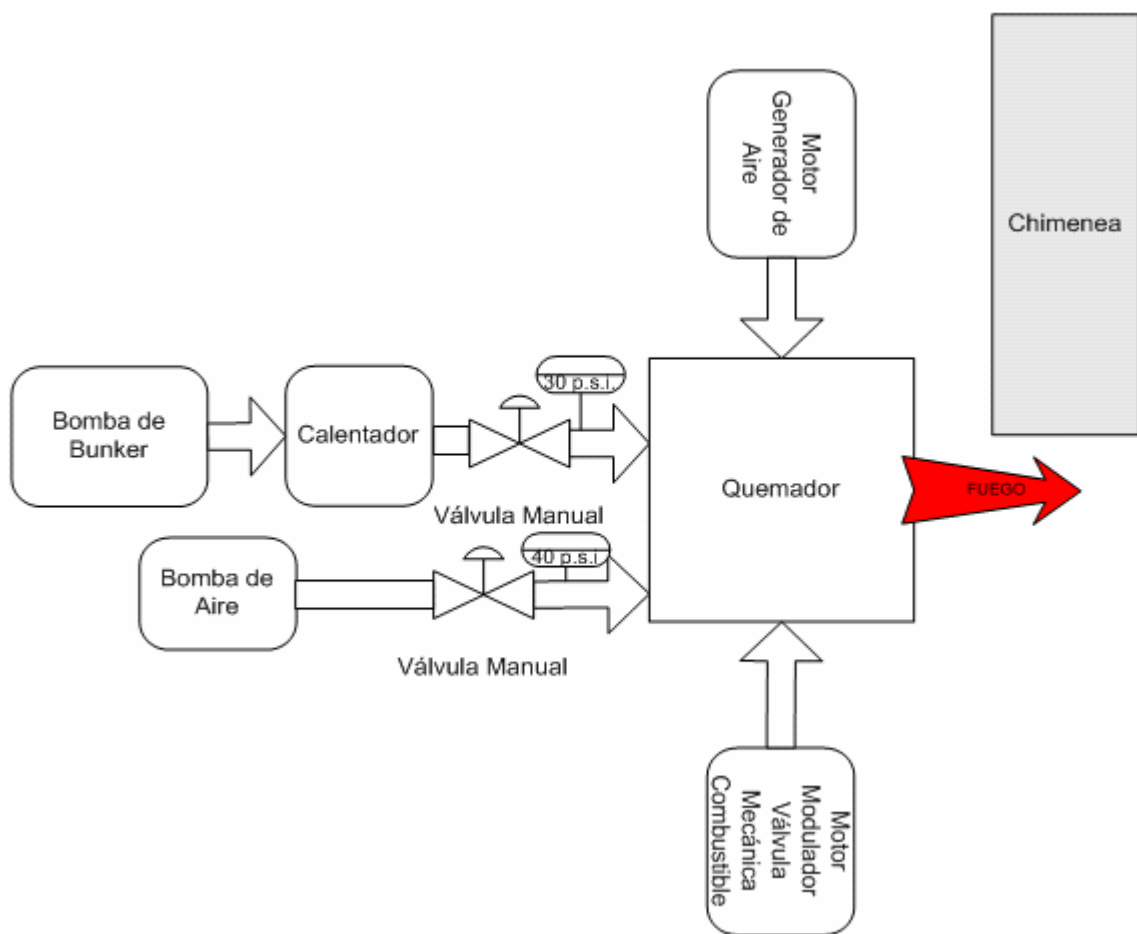 Motor
Generador de
Aire
Chimenea
30 p.s.i.
Bomba de
Bunker
Calentador
Quemador
FUEGO
Válvula Manual
40 p.s.i
Bomba de
Aire
Válvula Manual
Motor
Modulador
Válvula
Mecánica
Combustible